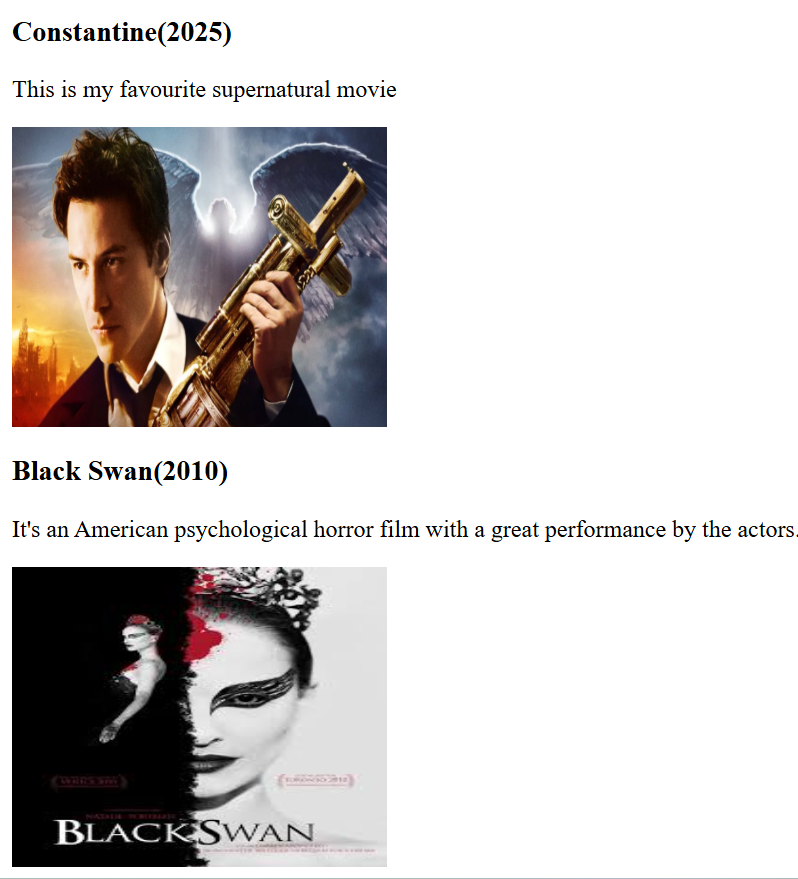 Constantine(2025)
This is my favourite supernatural movie
Black Swan(2010)
It's an American psychological horror film with a great performance by the actors.
BLACK SWAN